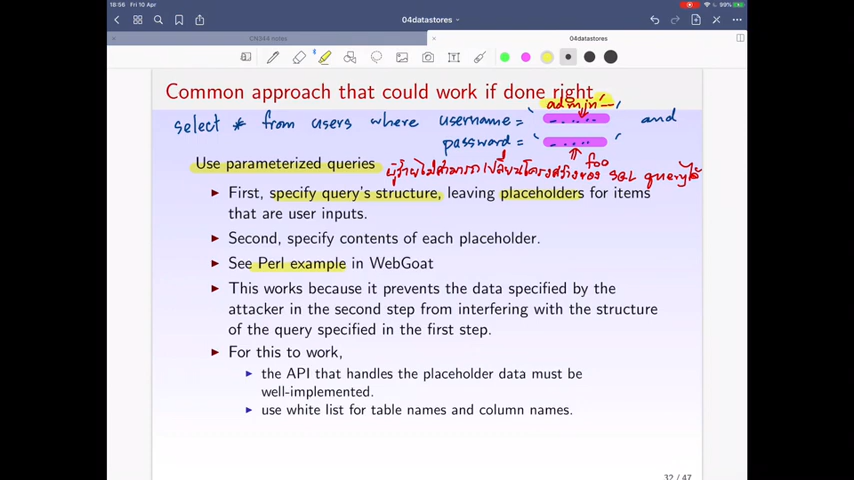 18:56 Fri 10 Apr
99%
04datastores
CN344 notes
04datastores
Common approach that could work if done right
admin'--
select * from users where username = ' ...... ' and
password = ' ...... '
foo
Use parameterized queries
ผู้ร้ายไม่สามารถเปลี่ยนโครงสร้างของ SQL queryได้
First, specify query's structure, leaving placeholders for items
that are user inputs.
Second, specify contents of each placeholder.
See Perl example in WebGoat
This works because it prevents the data specified by the
attacker in the second step from interfering with the structure
of the query specified in the first step.
For this to work,
the API that handles the placeholder data must be
well-implemented.
use white list for table names and column names.
32 / 47